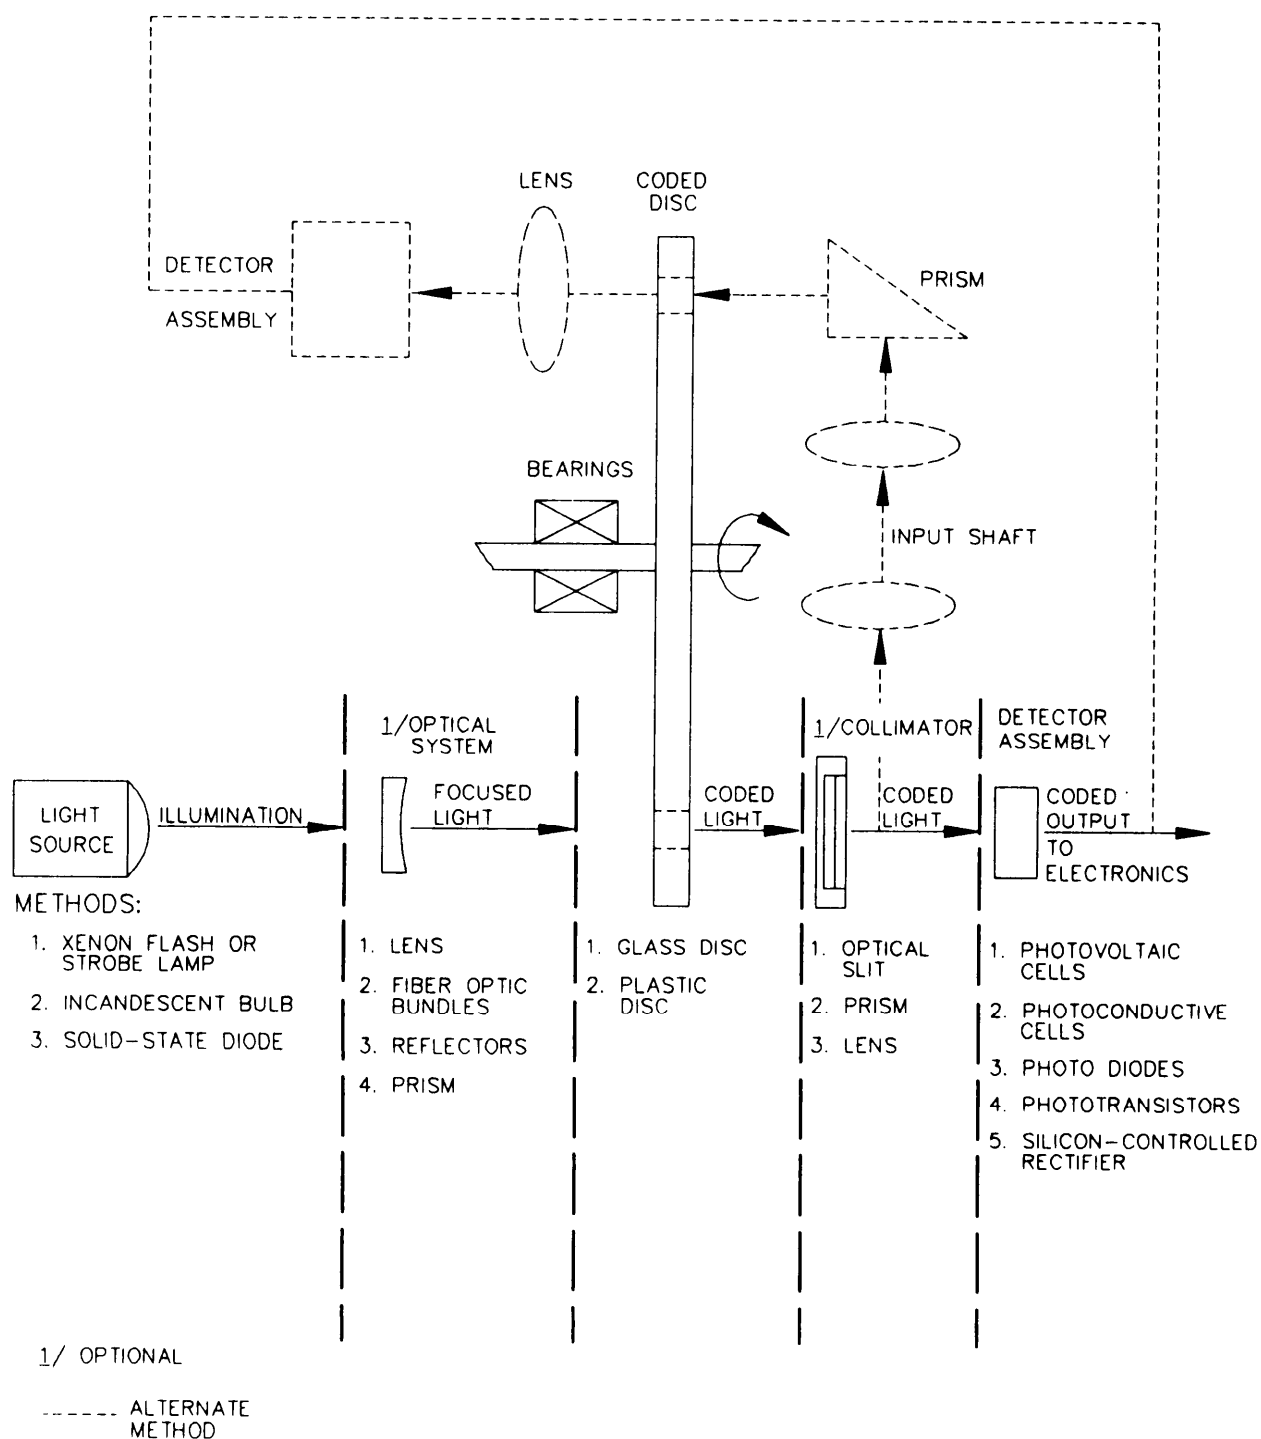 LENS
CODED
DISC
DETECTOR
ASSEMBLY
PRISM
BEARINGS
INPUT SHAFT
1/OPTICAL
SYSTEM
1/COLLIMATOR
DETECTOR
ASSEMBLY
LIGHT
SOURCE
ILLUMINATION
FOCUSED
LIGHT
CODED
LIGHT
CODED
LIGHT
CODED
OUTPUT
TO
ELECTRONICS
METHODS:
1. XENON FLASH OR
STROBE LAMP
2. INCANDESCENT BULB
3. SOLID-STATE DIODE
1. LENS
2. FIBER OPTIC
BUNDLES
3. REFLECTORS
4. PRISM
1. GLASS DISC
2. PLASTIC
DISC
1. OPTICAL
SLIT
2. PRISM
3. LENS
1. PHOTOVOLTAIC
CELLS
2. PHOTOCONDUCTIVE
CELLS
3. PHOTO DIODES
4. PHOTOTRANSISTORS
5. SILICON-CONTROLLED
RECTIFIER
1/ OPTIONAL
------ ALTERNATE
METHOD